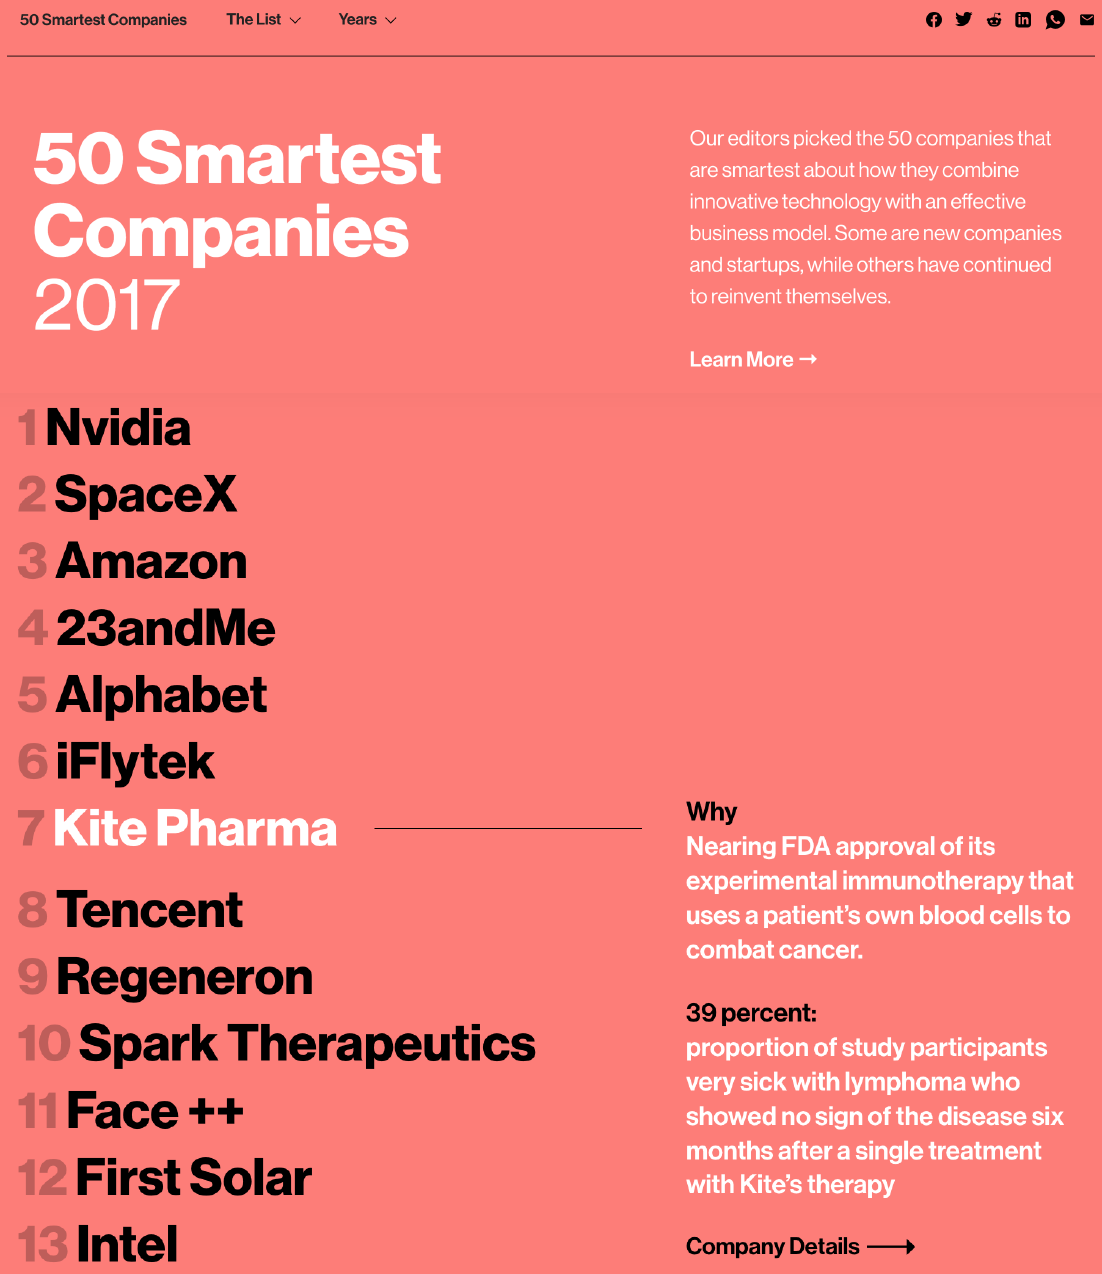 50 Smartest Companies
The List
Years
50 Smartest
Companies
2017
Our editors picked the 50 companies that
are smartest about how they combine
innovative technology with an effective
business model. Some are new companies
and startups, while others have continued
to reinvent themselves.
Learn More →
1 Nvidia
2 SpaceX
3 Amazon
4 23andMe
5 Alphabet
6 iFlytek
7 Kite Pharma
8 Tencent
9 Regeneron
10 Spark Therapeutics
11 Face ++
12 First Solar
13 Intel
Why
Nearing FDA approval of its
experimental immunotherapy that
uses a patient’s own blood cells to
combat cancer.
39 percent:
proportion of study participants
very sick with lymphoma who
showed no sign of the disease six
months after a single treatment
with Kite’s therapy
Company Details →